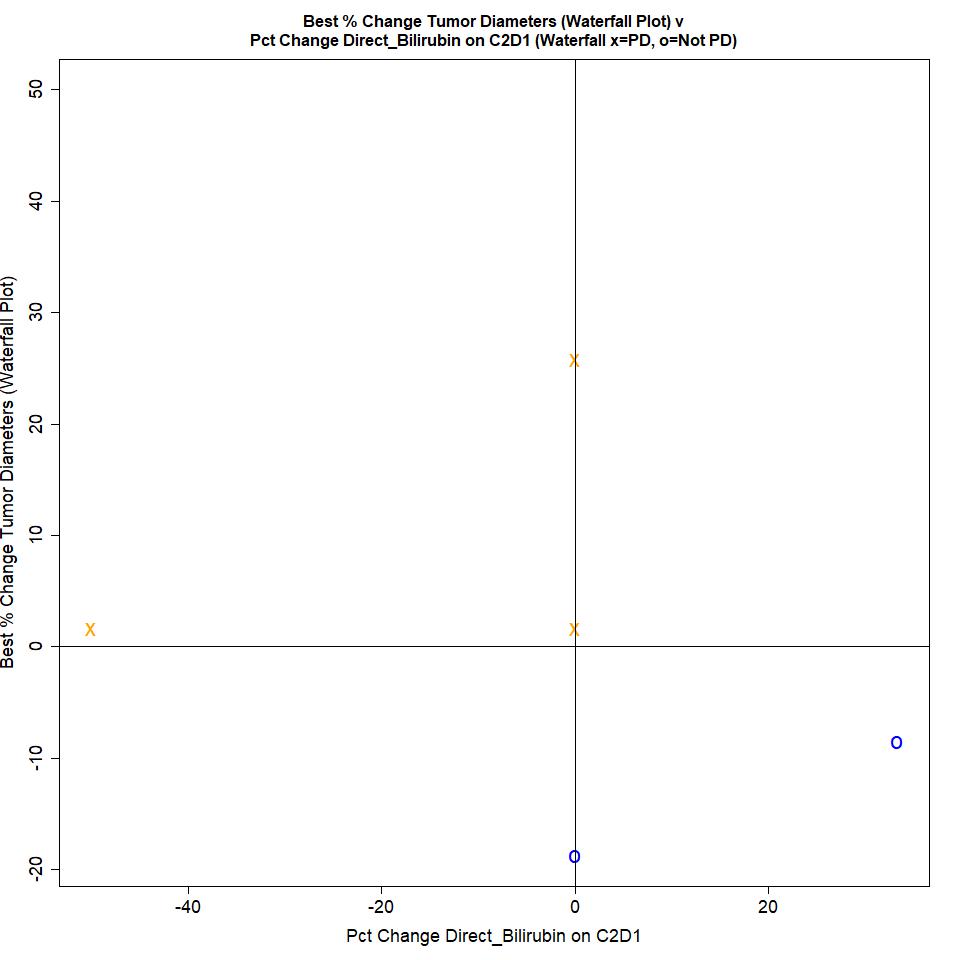 Best % Change Tumor Diameters (Waterfall Plot) v
Pct Change Direct_Bilirubin on C2D1 (Waterfall x=PD, o=Not PD)
Best % Change Tumor Diameters (Waterfall Plot)
50
40
30
20
10
0
-10
-20
X
X
X
O
O
-40
-20
0
20
Pct Change Direct_Bilirubin on C2D1